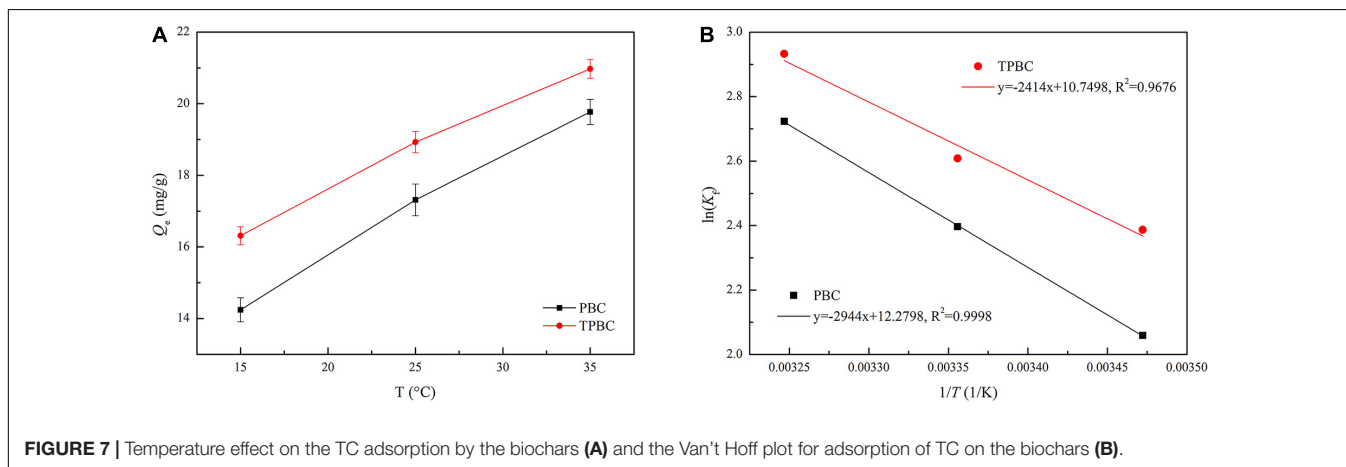 A
22
20
18
16
14
Q_e (mg/g)
PBC
TPBC
15
20
25
30
35
T (°C)
B
3.0
2.8
2.6
2.4
2.2
2.0
ln(K_f)
TPBC
y=-2414x+10.7498, R²=0.9676
PBC
y=-2944x+12.2798, R²=0.9998
0.00325
0.00330
0.00335
0.00340
0.00345
0.00350
1/T (1/K)
FIGURE 7 | Temperature effect on the TC adsorption by the biochars (A) and the Van't Hoff plot for adsorption of TC on the biochars (B).